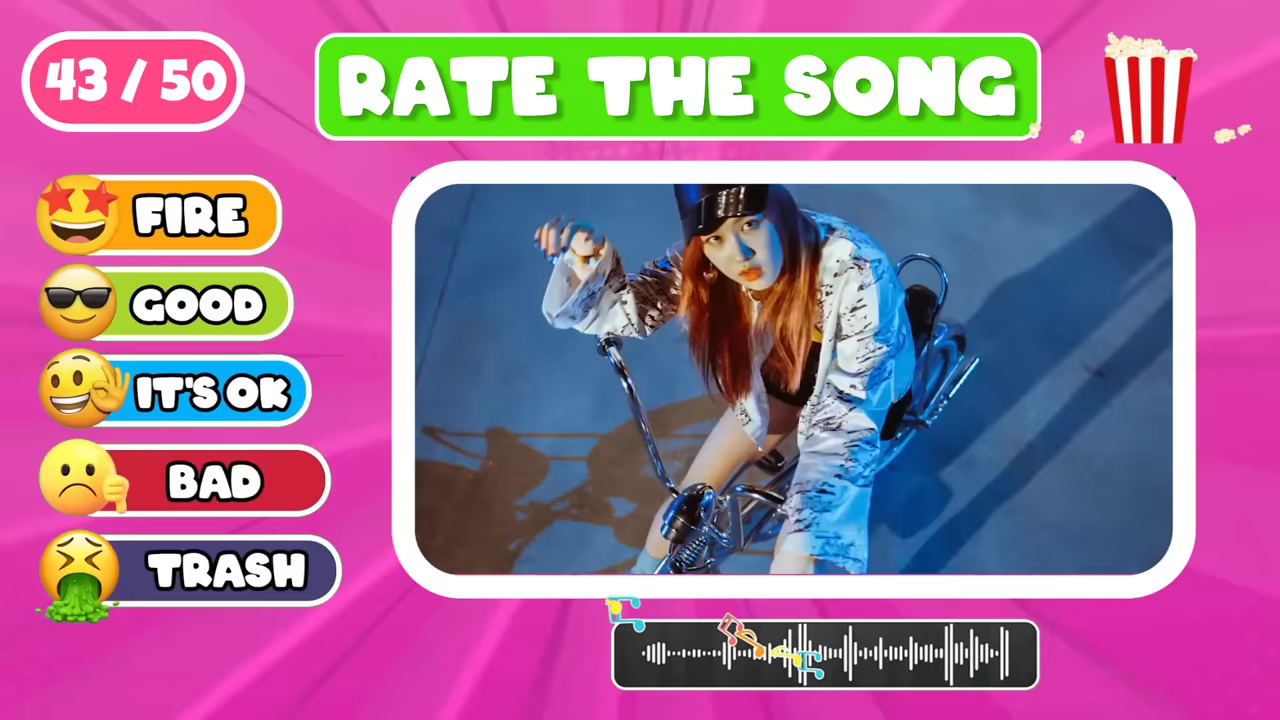 43 / 50
RATE THE SONG
FIRE
GOOD
IT'S OK
BAD
TRASH